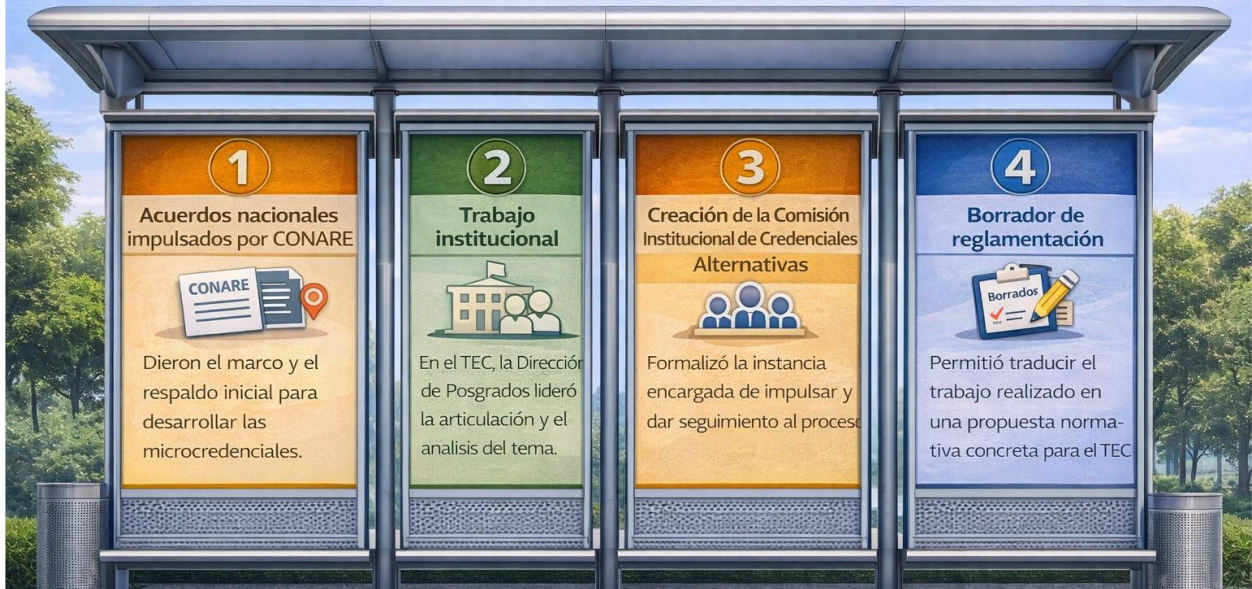 1
Acuerdos nacionales
impulsados por CONARE
CONARE
Dieron el marco y el
respaldo inicial para
desarrollar las
microcredenciales.
2
Trabajo
institucional
En el TEC, la Dirección
de Posgrados lideró
la articulación y el
analisis del tema.
3
Creación de la Comisión
Institucional de Credenciales
Alternativas
Formalizó la instancia
encargada de impulsar y
dar seguimiento al proceso
4
Borrador de
reglamentación
Borrados
Permitió traducir el
trabajo realizado en
una propuesta norma-
tiva concreta para el TEC